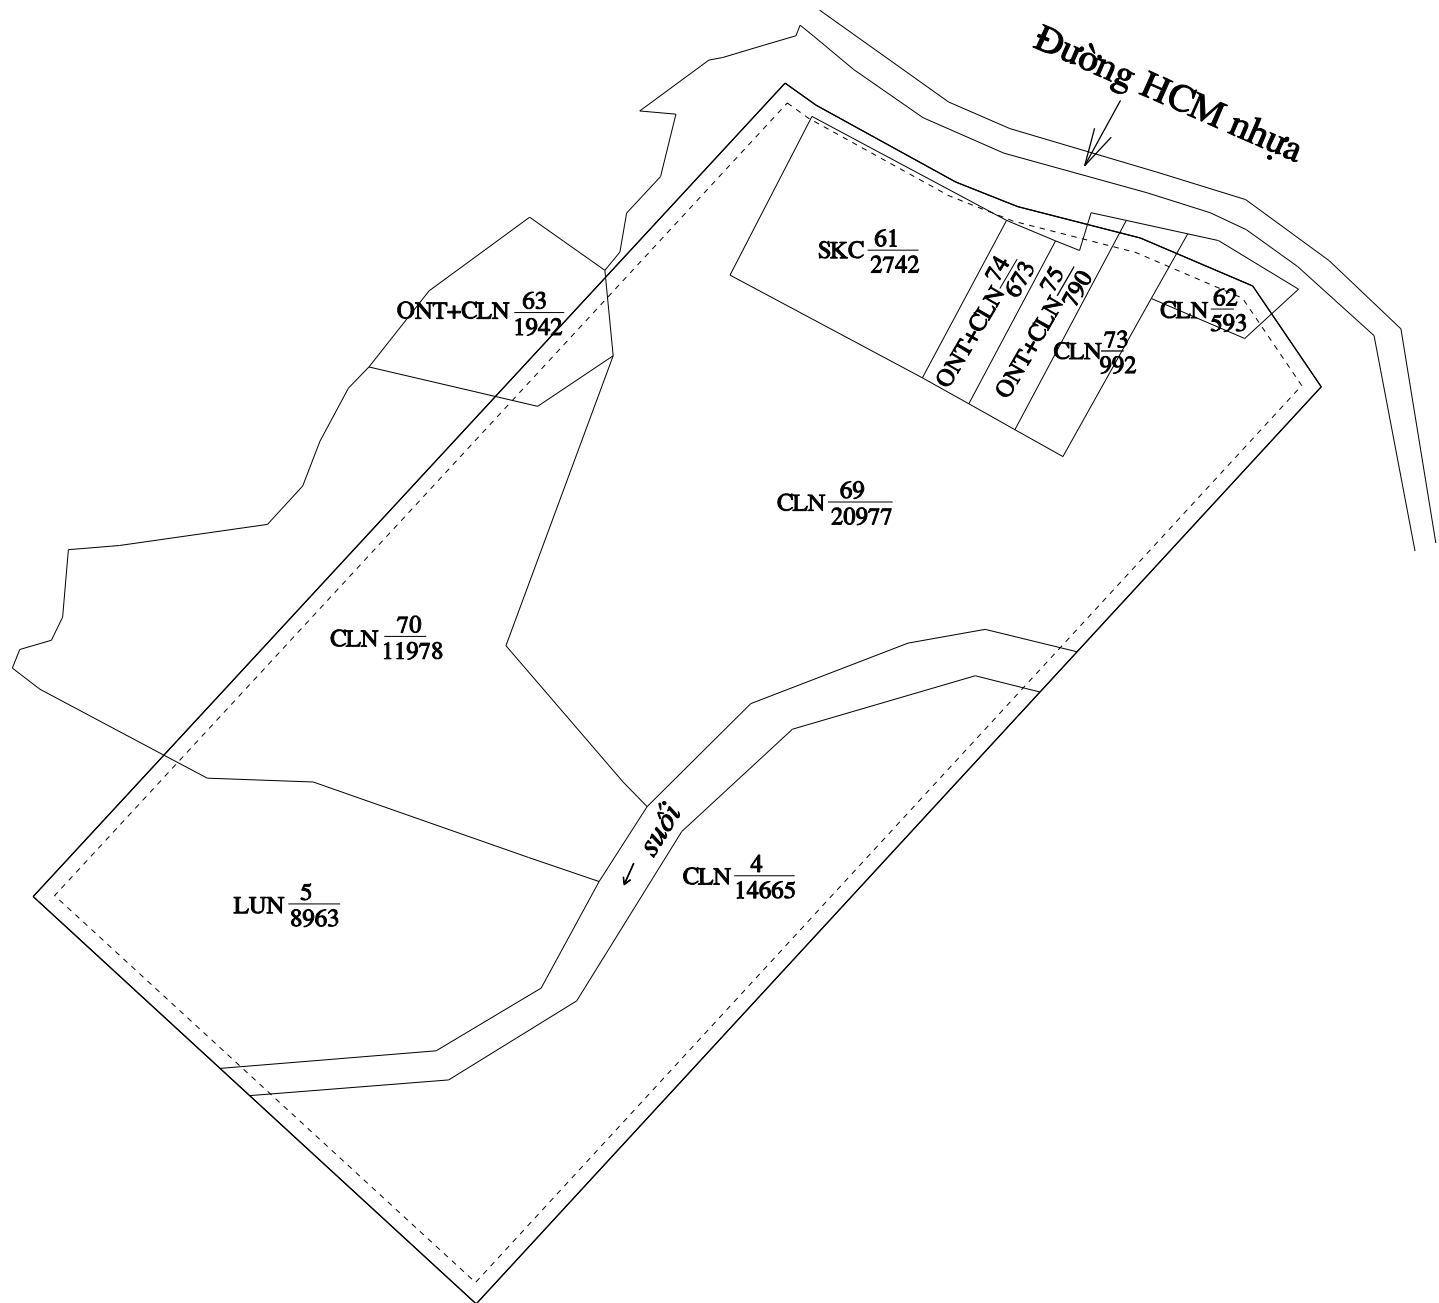 Đường HCM nhựa
SKC 61
2742
ONT+CLN 74
673
ONT+CLN 75
790
CLN 73
992
CLN 62
593
ONT+CLN 63
1942
CLN 69
20977
CLN 70
11978
← suối
CLN 4
14665
LUN 5
8963